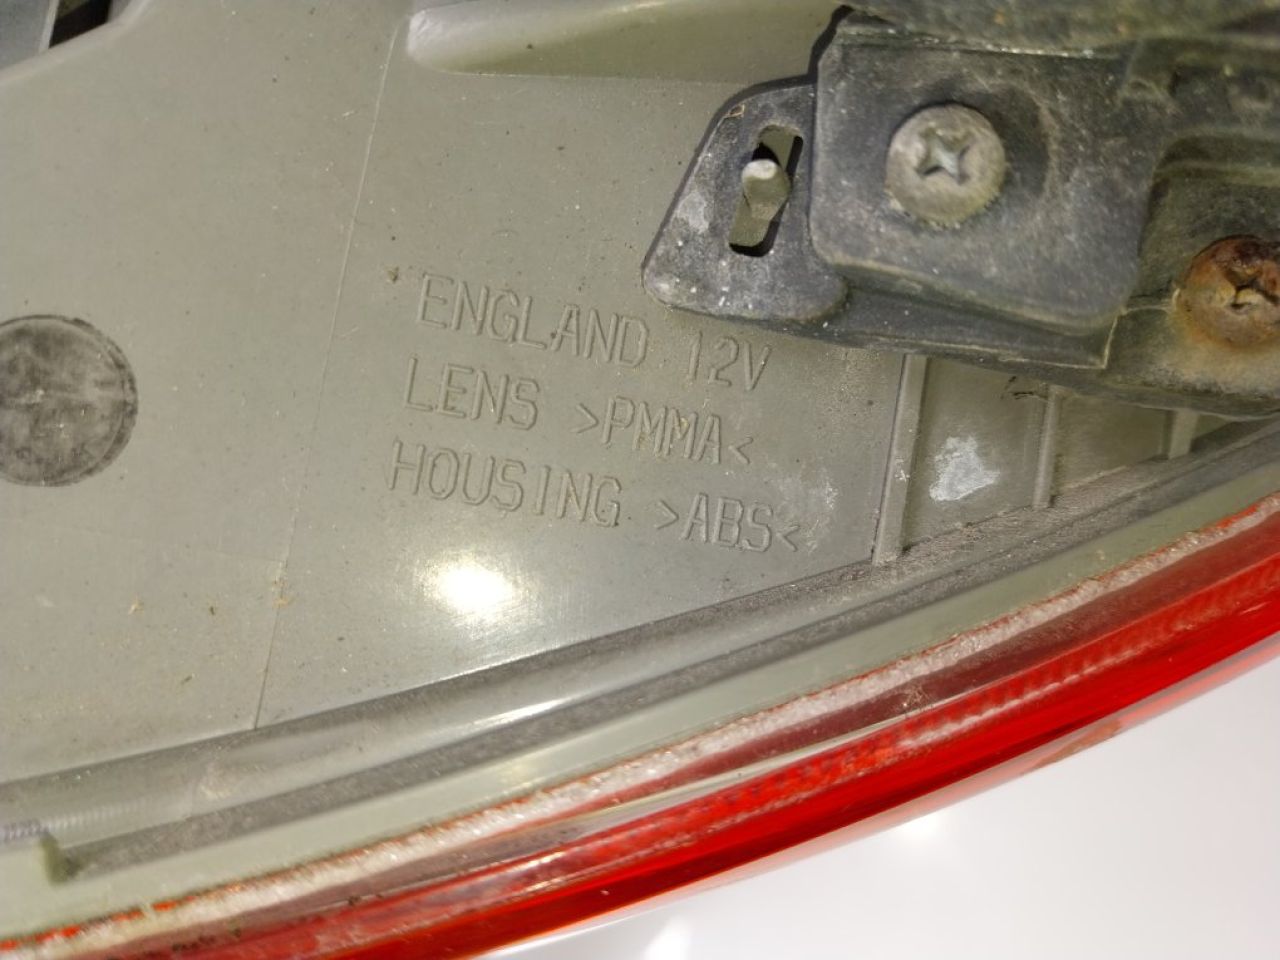 ENGLAND 12V
LENS >PMMA<
HOUSING >ABS<